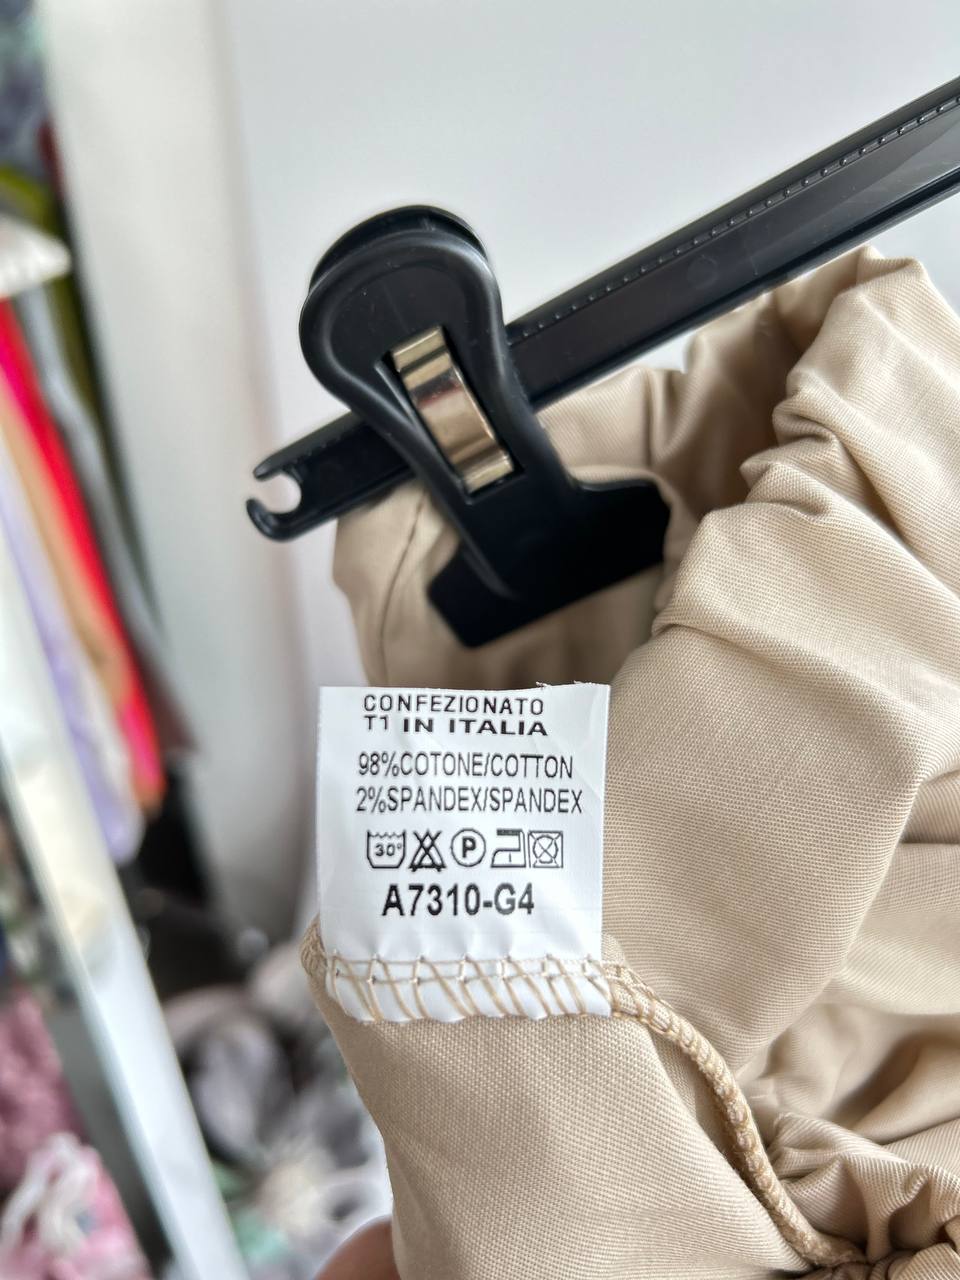 CONFEZIONATO
T1 IN ITALIA
98%COTONE/COTTON
2%SPANDEX/SPANDEX
30° P
A7310-G4